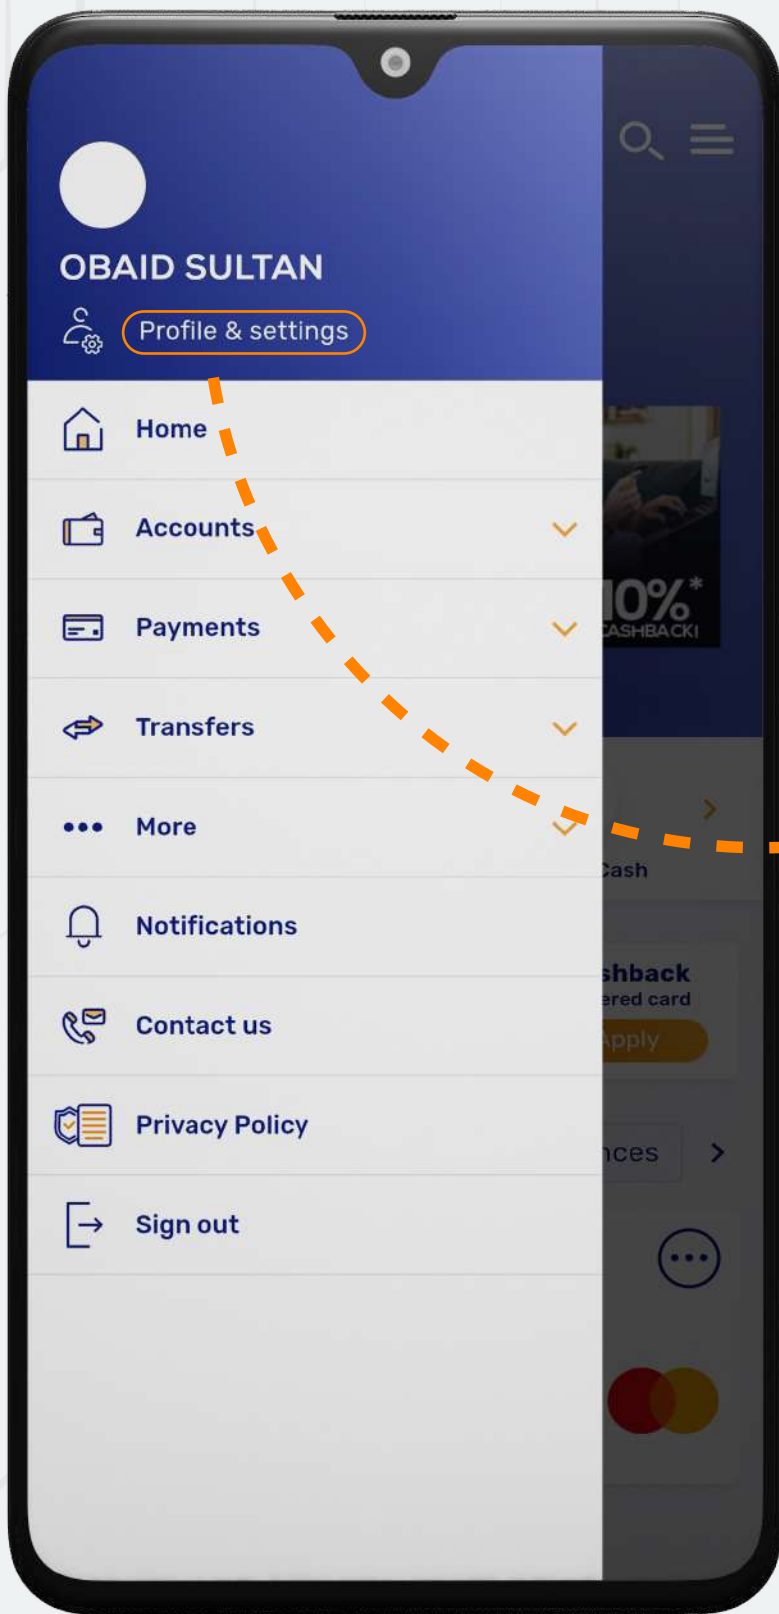 OBAID SULTAN
Profile & settings
Home
Accounts
Payments
Transfers
More
Notifications
Contact us
Privacy Policy
Sign out
10%*
CASHBACK!
Cash
shback
ered card
Apply
nces